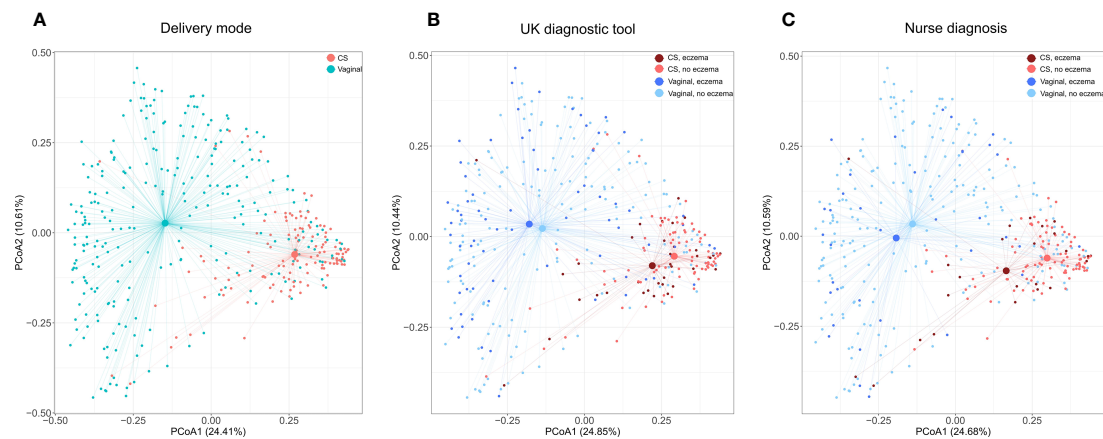 A
Delivery mode
CS
Vaginal
0.50
0.25
0.00
−0.25
−0.50
PCoA2 (10.61%)
−0.50
−0.25
0.00
0.25
PCoA1 (24.41%)
B
UK diagnostic tool
CS, eczema
CS, no eczema
Vaginal, eczema
Vaginal, no eczema
0.50
0.25
0.00
−0.25
PCoA2 (10.44%)
−0.50
−0.25
0.00
0.25
PCoA1 (24.85%)
C
Nurse diagnosis
CS, eczema
CS, no eczema
Vaginal, eczema
Vaginal, no eczema
0.50
0.25
0.00
−0.25
PCoA2 (10.59%)
−0.50
−0.25
0.00
0.25
PCoA1 (24.68%)